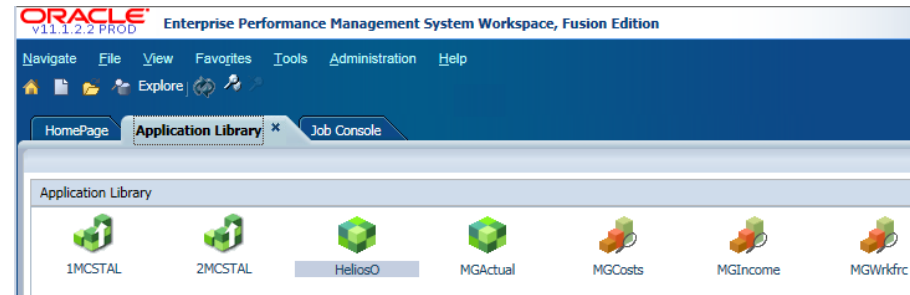 ORACLE
V11.1.2.2 PROD Enterprise Performance Management System Workspace, Fusion Edition
Navigate File View Favorites Tools Administration Help
Explore
HomePage Application Library Job Console
Application Library
1MCSTAL 2MCSTAL HeliosO MGActual MGCosts MGIncome MGWrkfrc